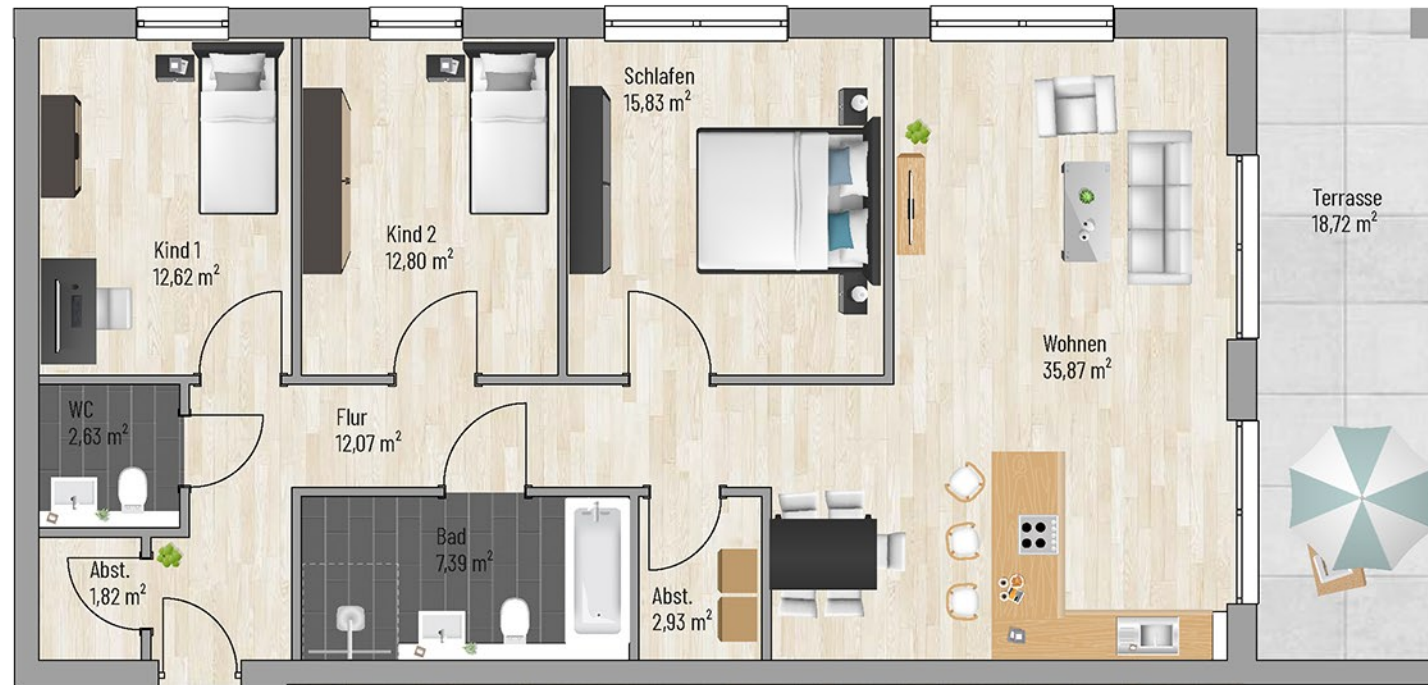 Schlafen
15,83 m²
Terrasse
18,72 m²
Kind 1
12,62 m²
Kind 2
12,80 m²
Wohnen
35,87 m²
WC
2,63 m²
Flur
12,07 m²
Bad
7,39 m²
Abst.
1,82 m²
Abst.
2,93 m²